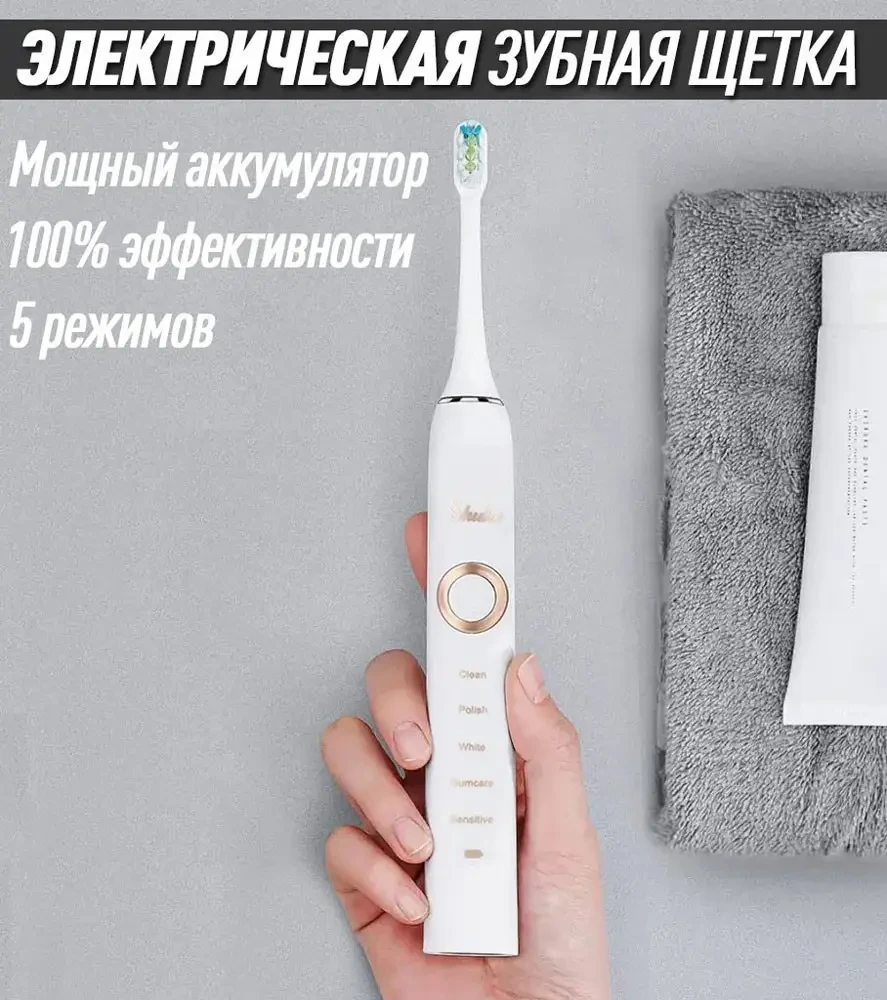 ЭЛЕКТРИЧЕСКАЯ ЗУБНАЯ ЩЕТКА
Мощный аккумулятор
100% эффективности
5 режимов
Clean
Polish
White
Gumcare
Sensitive